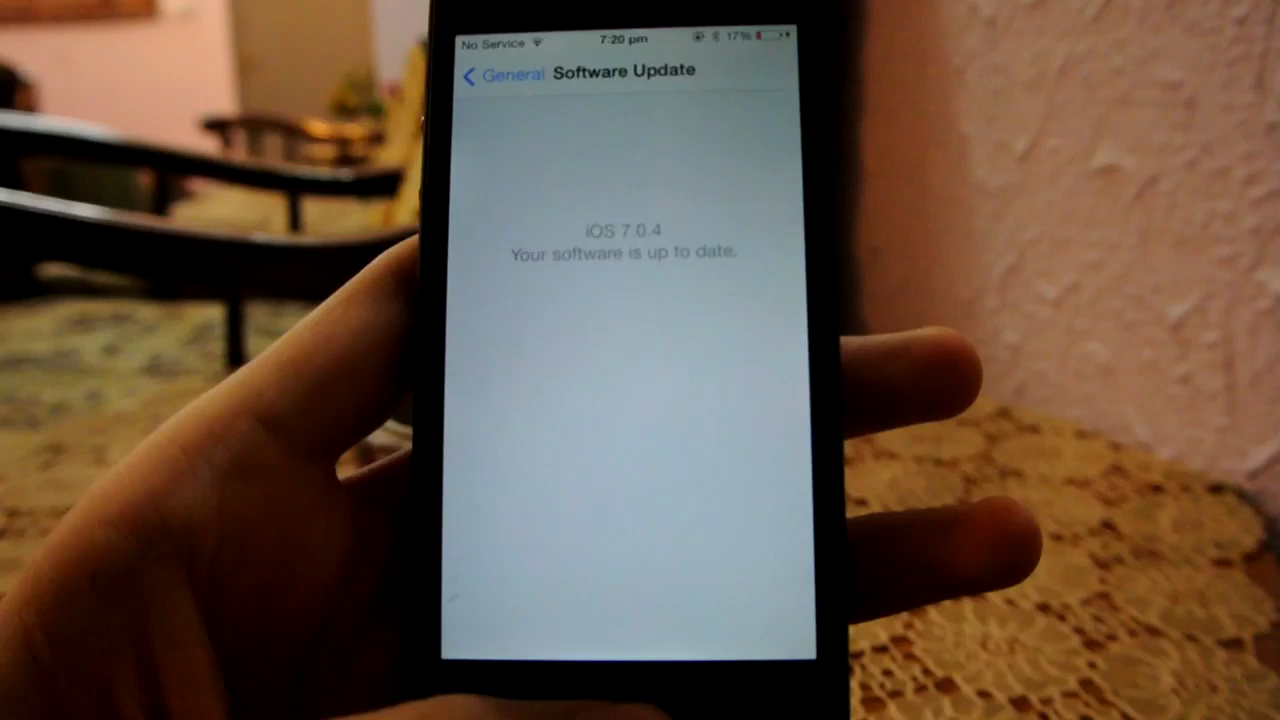 No Service 7:20 pm 17%
General Software Update
iOS 7.0.4
Your software is up to date.